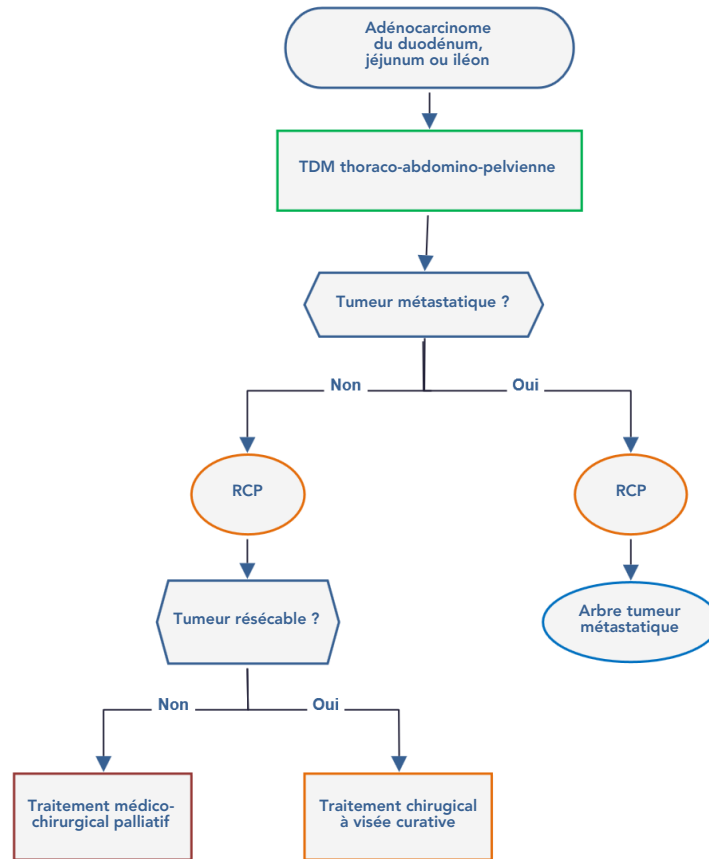 Adénocarcinome
du duodénum,
jéjunum ou iléon
TDM thoraco-abdomino-pelvienne
Tumeur métastatique ?
Non
Oui
RCP
RCP
Tumeur résécable ?
Arbre tumeur
métastatique
Non
Oui
Traitement médico-
chirurgical palliatif
Traitement chirugical
à visée curative